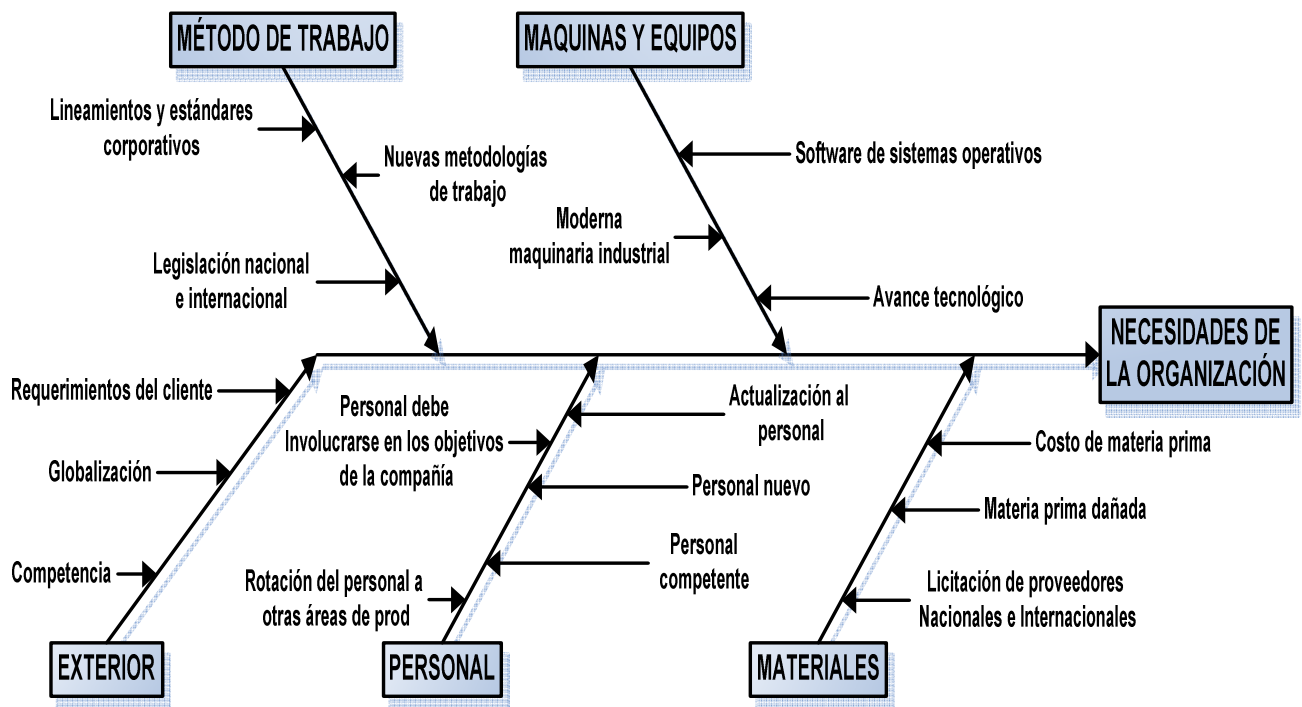 MÉTODO DE TRABAJO
MAQUINAS Y EQUIPOS
Lineamientos y estándares
corporativos
Nuevas metodologías
de trabajo
Legislación nacional
e internacional
Software de sistemas operativos
Moderna
maquinaria industrial
Avance tecnológico
NECESIDADES DE
LA ORGANIZACIÓN
Requerimientos del cliente
Globalización
Competencia
EXTERIOR
Personal debe
Involucrarse en los objetivos
de la compañía
Actualización al
personal
Personal nuevo
Personal
competente
Rotación del personal a
otras áreas de prod
PERSONAL
Costo de materia prima
Materia prima dañada
Licitación de proveedores
Nacionales e Internacionales
MATERIALES